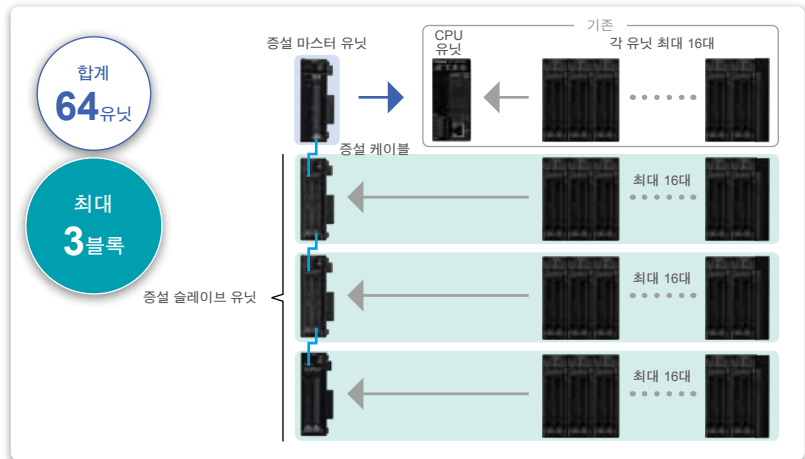 기존
증설 마스터 유닛
CPU
유닛
각 유닛 최대 16대
합계
64유닛
증설 케이블
최대 16대
최대
3블록
최대 16대
증설 슬레이브 유닛
최대 16대